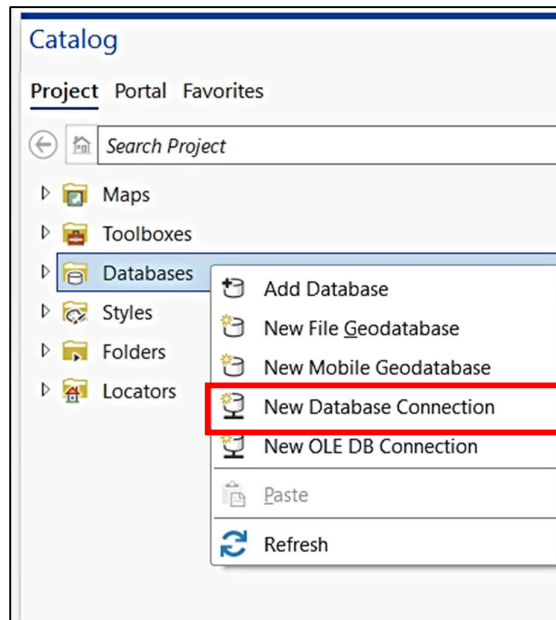 Catalog
Project Portal Favorites
Search Project
Maps
Toolboxes
Databases
Styles
Folders
Locators
Add Database
New File Geodatabase
New Mobile Geodatabase
New Database Connection
New OLE DB Connection
Paste
Refresh